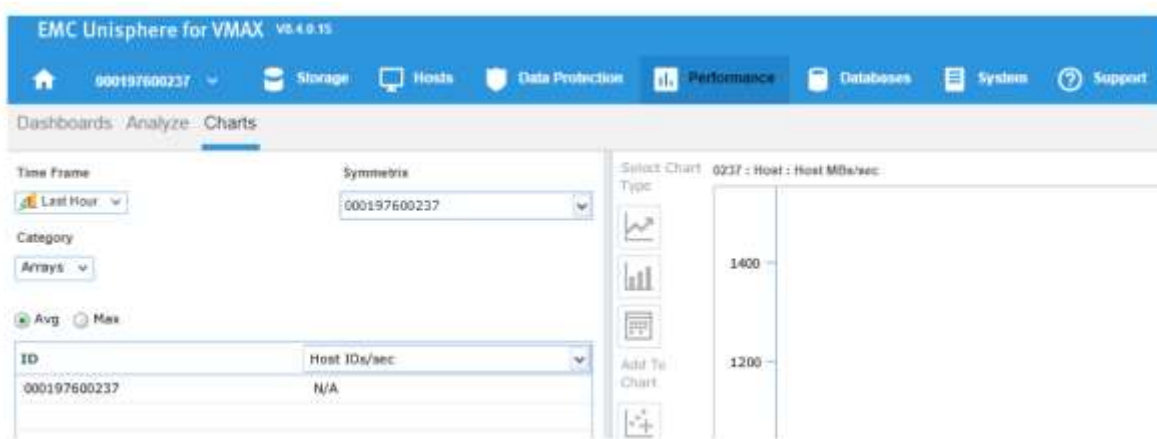 EMC Unisphere for VMAX V8.4.0.15
000197600237 Storage Hosts Data Protection Performance Databases System Support
Dashboards Analyze Charts
Time Frame Symmetrix
Last Hour 000197600237
Category
Arrays
Avg Max
ID Host IOs/sec
000197600237 N/A
Select Chart Type
Add To Chart
0237 : Host : Host MBs/sec
1400
1200